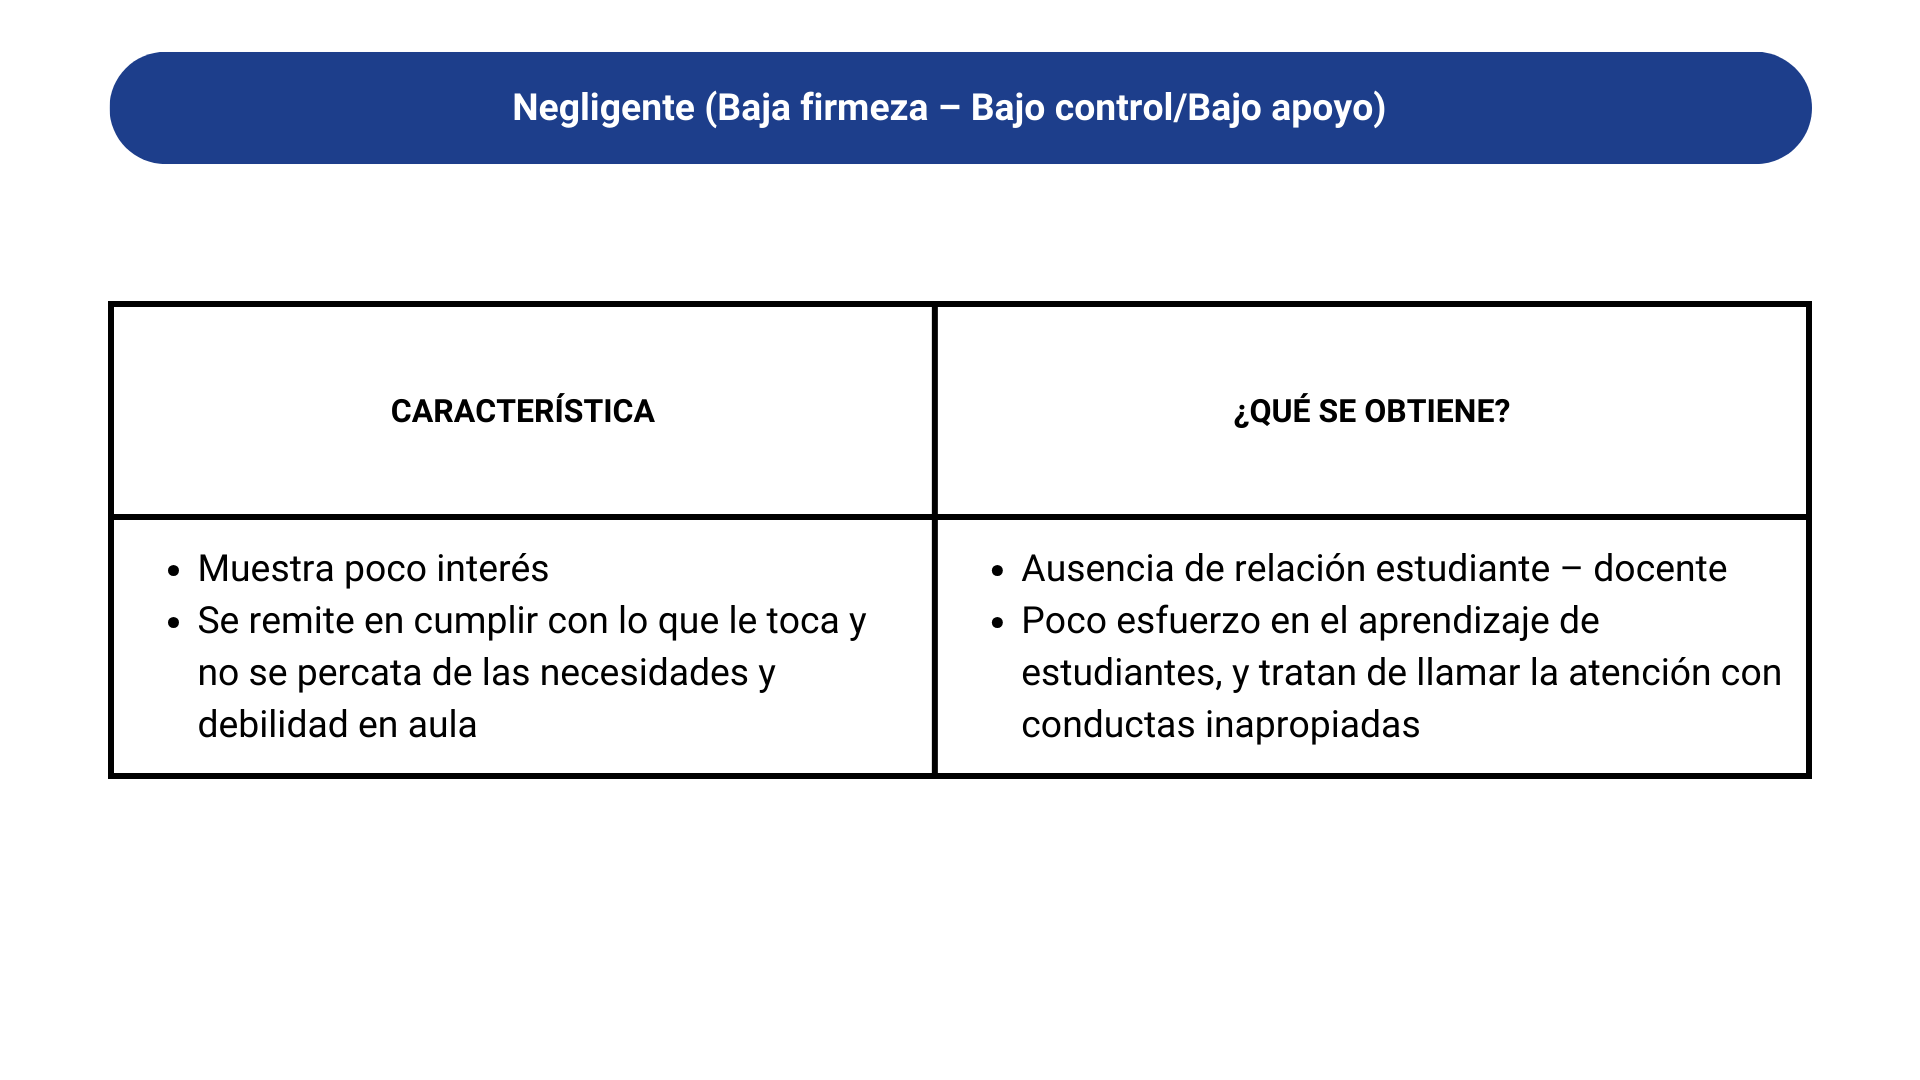 Negligente (Baja firmeza – Bajo control/Bajo apoyo)
CARACTERÍSTICA
¿QUÉ SE OBTIENE?
• Muestra poco interés
• Se remite en cumplir con lo que le toca y
no se percata de las necesidades y
debilidad en aula
• Ausencia de relación estudiante – docente
• Poco esfuerzo en el aprendizaje de
estudiantes, y tratan de llamar la atención con
conductas inapropiadas